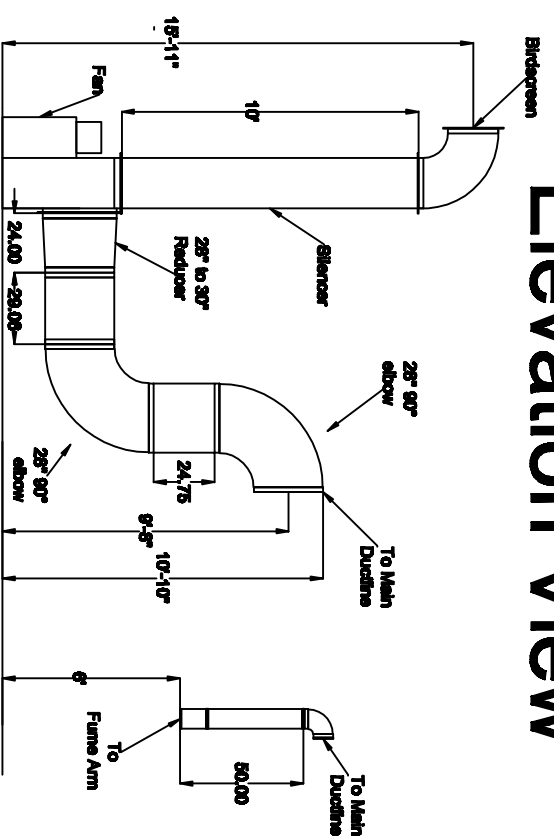 Elevation View
Birdscreen
15'-11"
10'
Fan
Silencer
28" to 30"
Reducer
24.00
29.06
28" 90°
elbow
28" 90°
elbow
24.75
To Main
Ductline
9'-8"
10'-10"
6'
To
Fume Arm
50.00
To Main
Ductline